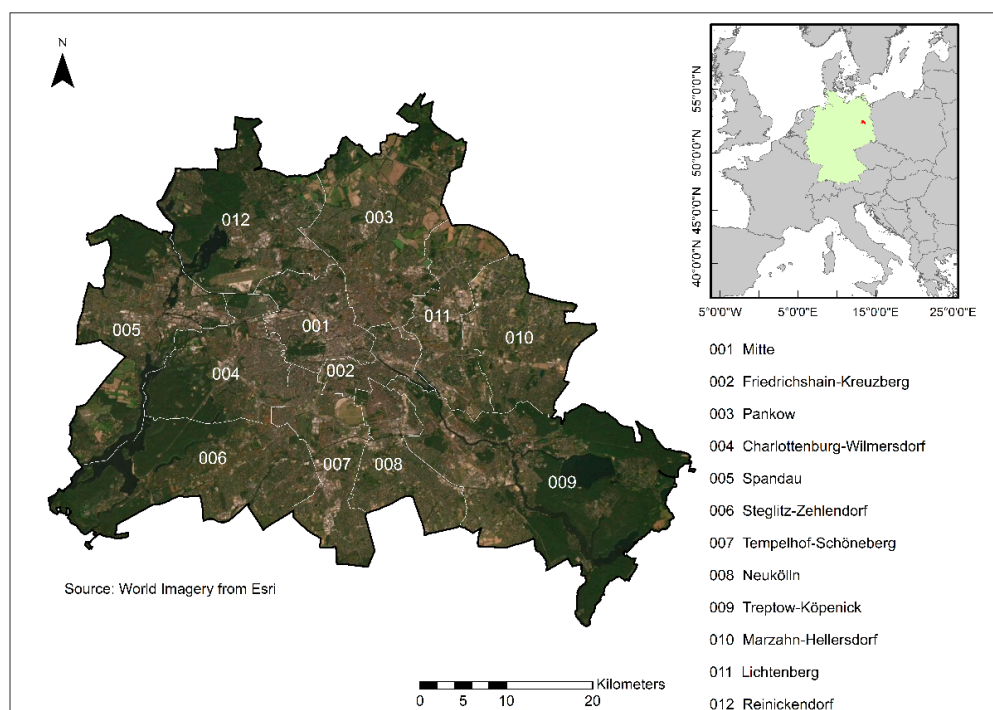 N
012
003
005
001
011
010
004
002
006
007
008
009
Source: World Imagery from Esri
Kilometers
0 5 10 20
55°0'0"N
50°0'0"N
45°0'0"N
40°0'0"N
5°0'0"W 5°0'0"E 15°0'0"E 25°0'0"E
001 Mitte
002 Friedrichshain-Kreuzberg
003 Pankow
004 Charlottenburg-Wilmersdorf
005 Spandau
006 Steglitz-Zehlendorf
007 Tempelhof-Schöneberg
008 Neukölln
009 Treptow-Köpenick
010 Marzahn-Hellersdorf
011 Lichtenberg
012 Reinickendorf